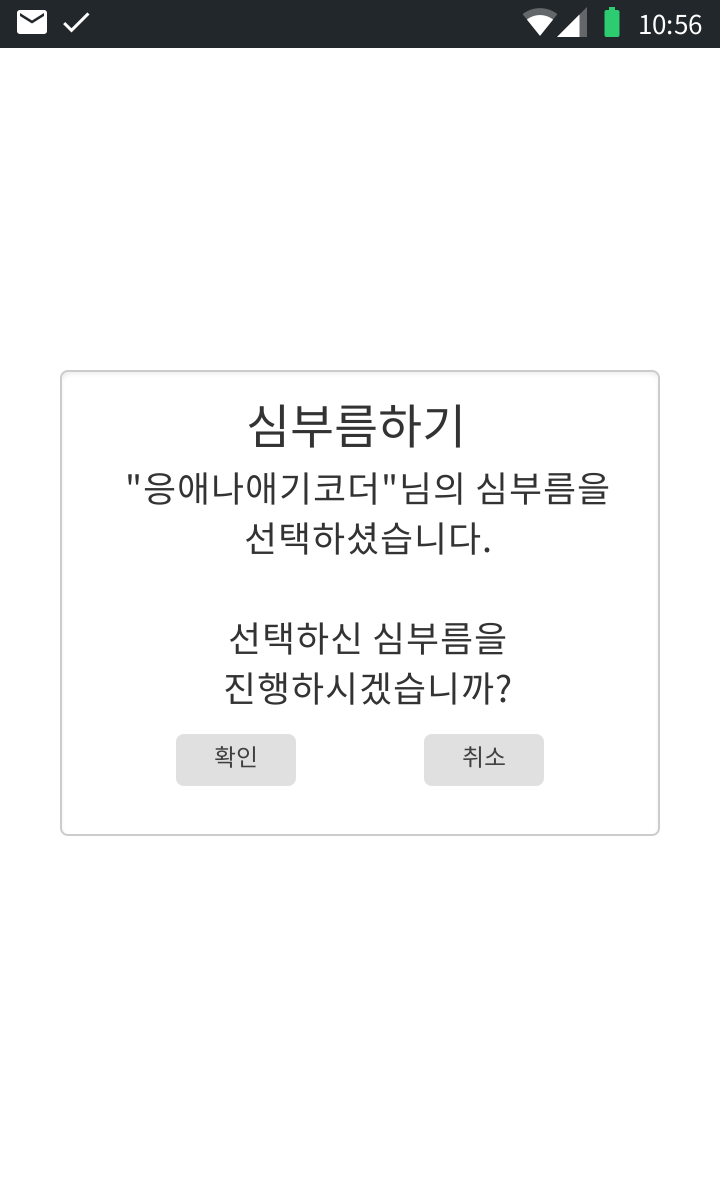 10:56
심부름하기
"응애나애기코더"님의 심부름을
선택하셨습니다.
선택하신 심부름을
진행하시겠습니까?
확인 취소